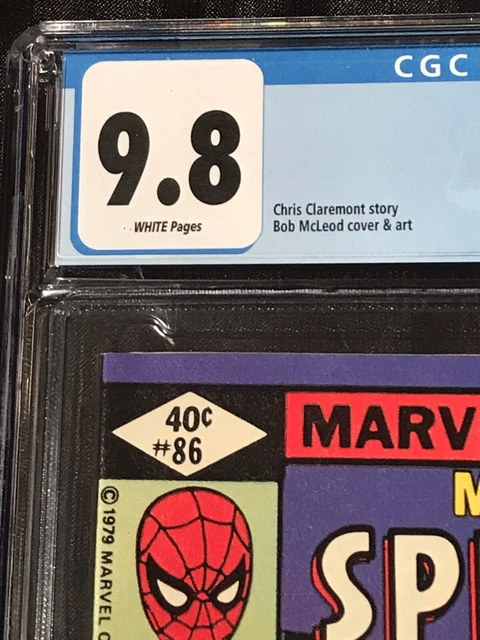 CGC
9.8
WHITE Pages
Chris Claremont story
Bob McLeod cover & art
40¢
#86
MARV
M
SP
© 1979 MARVEL C